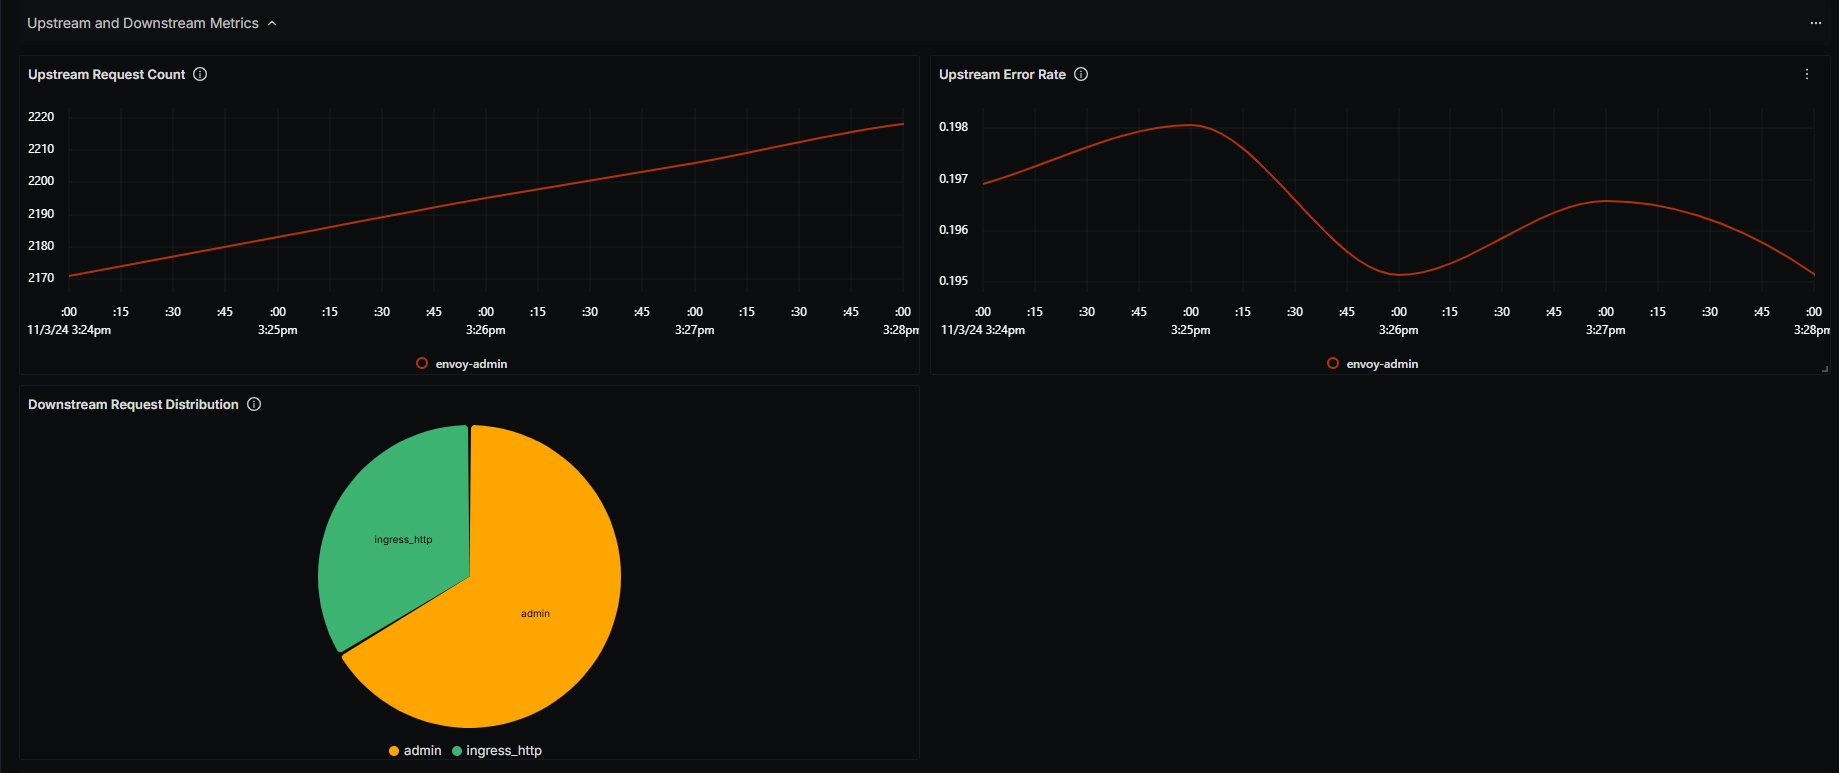 Upstream and Downstream Metrics
Upstream Request Count
2220
2210
2200
2190
2180
2170
:00 :15 :30 :45 :00 :15 :30 :45 :00 :15 :30 :45 :00 :15 :30 :45 :00
11/3/24 3:24pm 3:25pm 3:26pm 3:27pm 3:28pm
envoy-admin
Upstream Error Rate
0.198
0.197
0.196
0.195
:00 :15 :30 :45 :00 :15 :30 :45 :00 :15 :30 :45 :00 :15 :30 :45 :00
11/3/24 3:24pm 3:25pm 3:26pm 3:27pm 3:28pm
envoy-admin
Downstream Request Distribution
ingress_http
admin
admin ingress_http